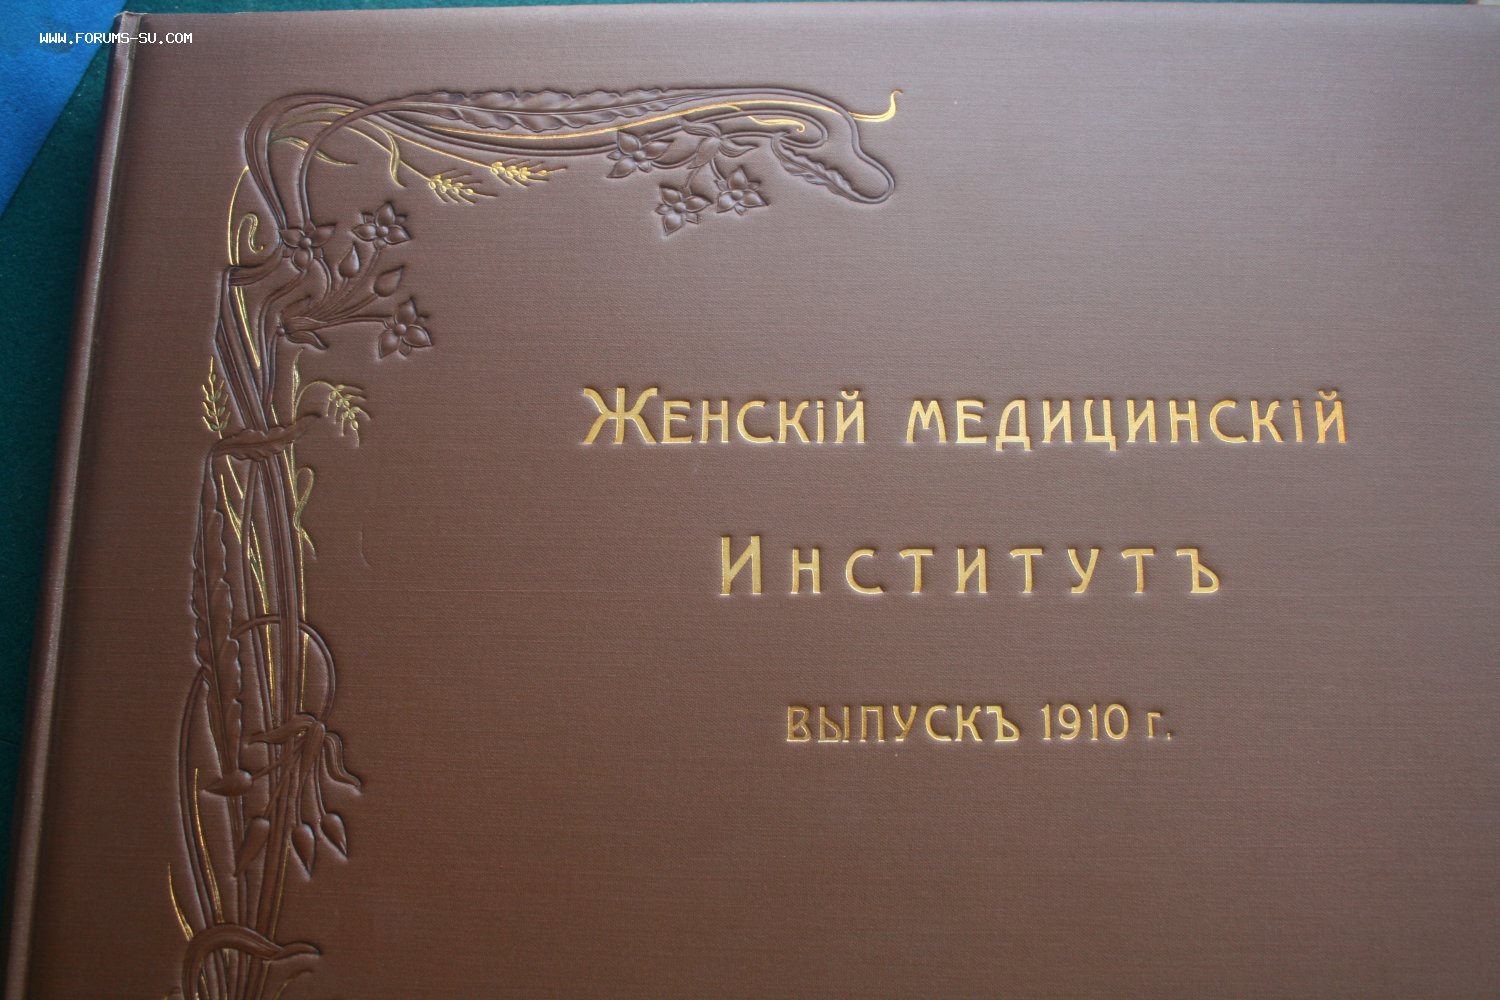 WWW.FORUMS-SU.COM
Женскій медицинскій
Институтъ
выпускъ 1910 г.